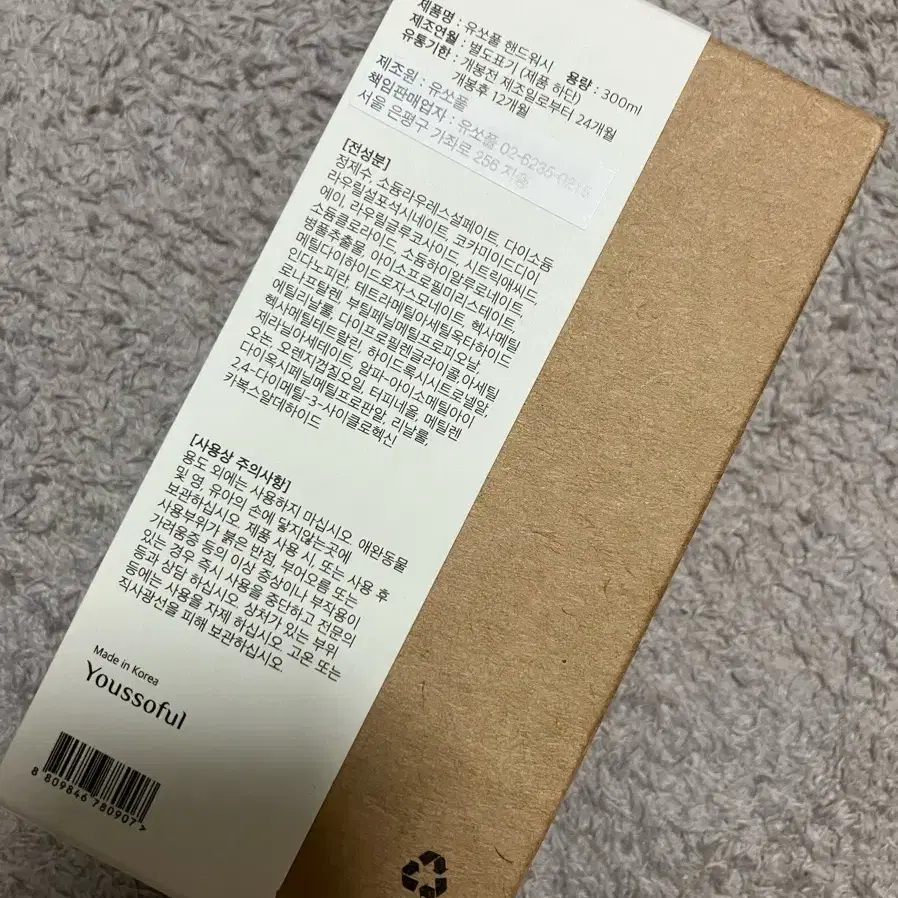 제품명 : 유쏘풀 핸드워시 용량 : 300ml
제조연월 : 별도표기 (제품 하단)
유통기한 : 개봉전 제조일로부터 24개월
개봉후 12개월
제조원 : 유쏘풀
책임판매업자 : 유쏘풀 02-6235-0215
서울 은평구 가좌로 256 지층
[전성분]
정제수, 소듐라우레스설페이트, 다이소듐
라우릴설포석시네이트, 코카미이드디이
에이, 라우릴글루코사이드, 시트릭애씨드,
소듐클로라이드, 소듐하이알루로네이트,
병풀추출물, 아이소프로필미리스테이트,
메틸다이하이드로자스모네이트, 헥사메틸
인다노피란, 테트라메틸아세틸옥타하이드
로나프탈렌, 부틸페닐메틸프로피오날,
에틸리날룰, 다이프로필렌글라이콜,아세틸
헥사메틸테트랄린, 하이드록시시트로넬알,
제라닐아세테이트, 알파-아이소메틸아이
오논, 오렌지껍질오일, 터피네올, 메틸렌
다이옥시페닐메틸프로판알, 리날룰,
2,4-다이메틸-3-사이클로헥신
카복스알데하이드
[사용상 주의사항]
용도 외에는 사용하지 마십시오. 애완동물
및 영, 유아의 손에 닿지않는곳에
보관하십시오. 제품 사용 시 또는 사용 후
사용부위가 붉은 반점, 부어오름 또는
가려움증 등의 이상 증상이나 부작용이
있는 경우 즉시 사용을 중단하고 전문의
등과 상담 하십시오. 상처가 있는 부위
등에는 사용을 자제 하십시오. 고온 또는
직사광선을 피해 보관하십시오.
Made in Korea
Youssoful
8 809846 780907 >